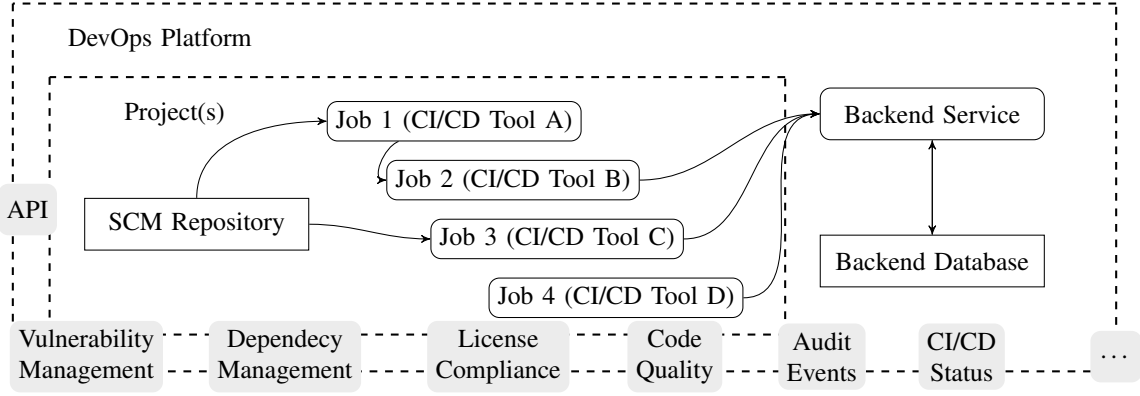 DevOps Platform
Project(s)
Job 1 (CI/CD Tool A)
Backend Service
Job 2 (CI/CD Tool B)
API
SCM Repository
Job 3 (CI/CD Tool C)
Backend Database
Job 4 (CI/CD Tool D)
Vulnerability
Management
Dependecy
Management
License
Compliance
Code
Quality
Audit
Events
CI/CD
Status
...